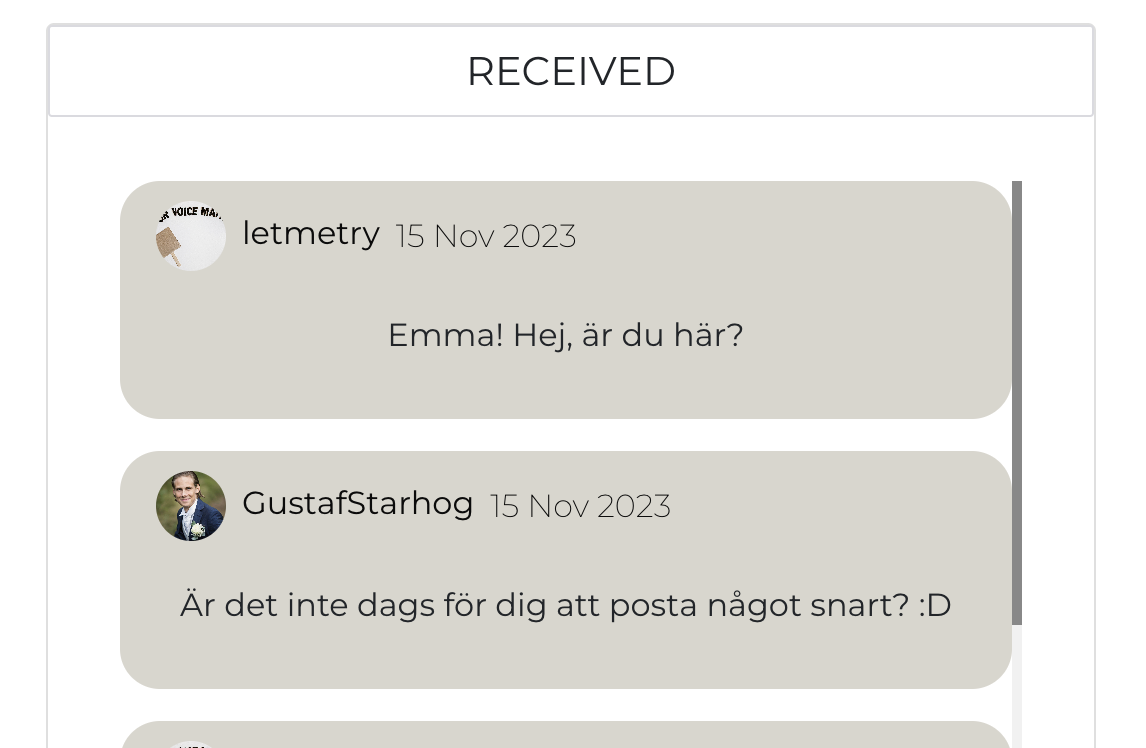 RECEIVED
VOICE
letmetry 15 Nov 2023
Emma! Hej, är du här?
GustafStarhog 15 Nov 2023
Är det inte dags för dig att posta något snart? :D